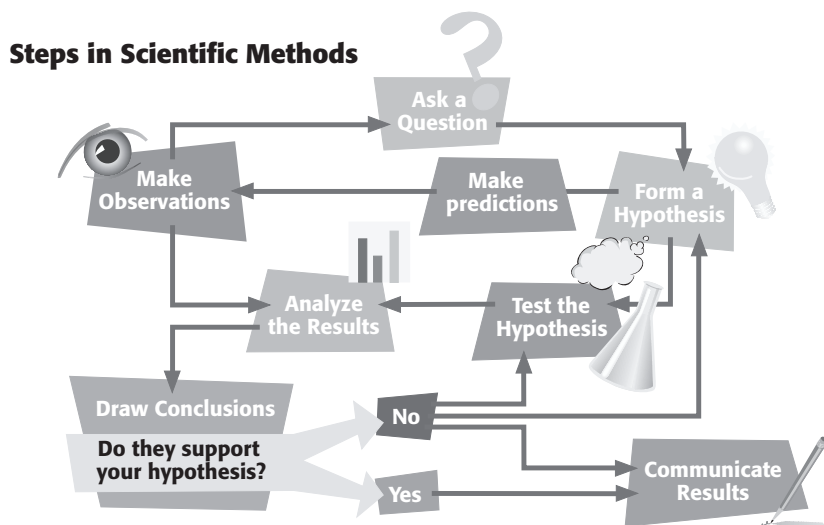 Steps in Scientific Methods
Ask a
Question
Make
Observations
Make
predictions
Form a
Hypothesis
Analyze
the Results
Test the
Hypothesis
Draw Conclusions
Do they support
your hypothesis?
No
Yes
Communicate
Results